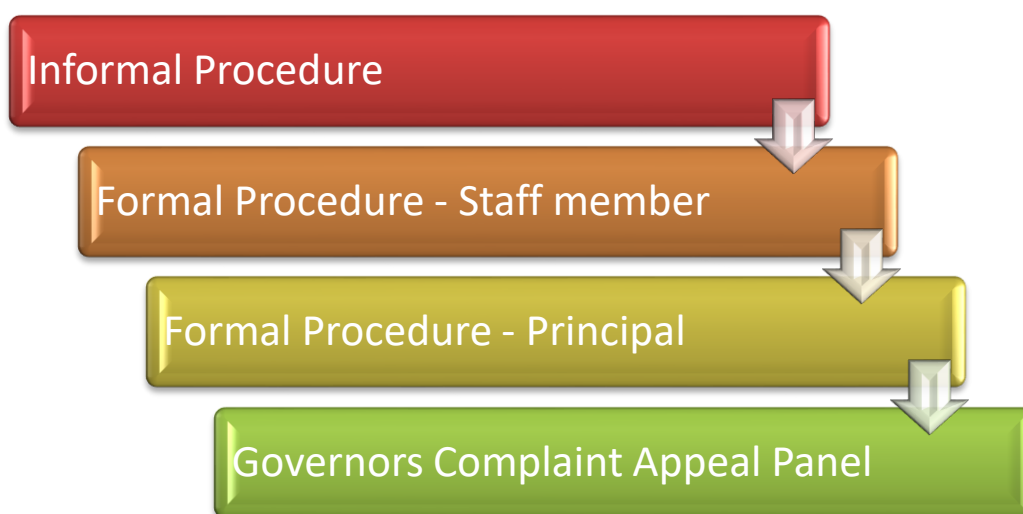 Informal Procedure
Formal Procedure - Staff member
Formal Procedure - Principal
Governors Complaint Appeal Panel